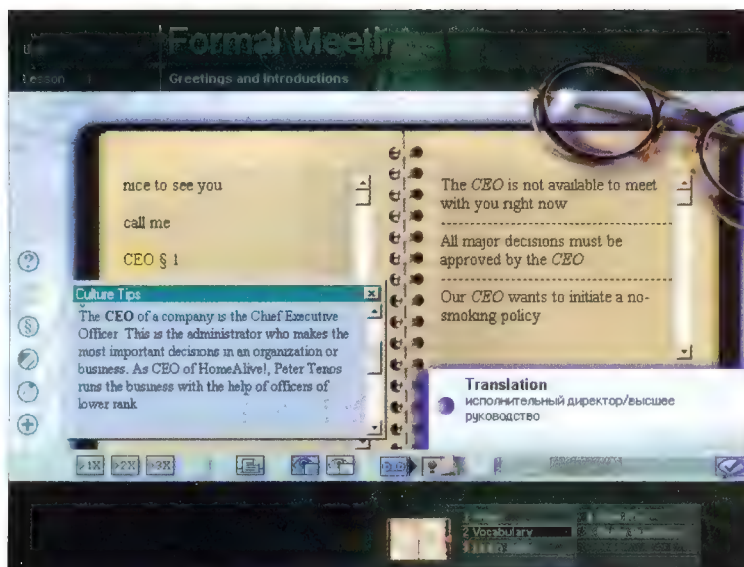 Formal Meeti
Lesson
Greetings and Introductions
nice to see you
call me
CEO § 1
Culture Tips
The CEO of a company is the Chief Executive
Officer This is the administrator who makes the
most important decisions in an organization or
business. As CEO of HomeAlive!, Peter Tenos
runs the business with the help of officers of
lower rank
The CEO is not available to meet
with you right now
All major decisions must be
approved by the CEO
Our CEO wants to initiate a no-
smoking policy
Translation
исполнительный директор/высшее
руководство
>1X >2X >3X
2 Vocabulary